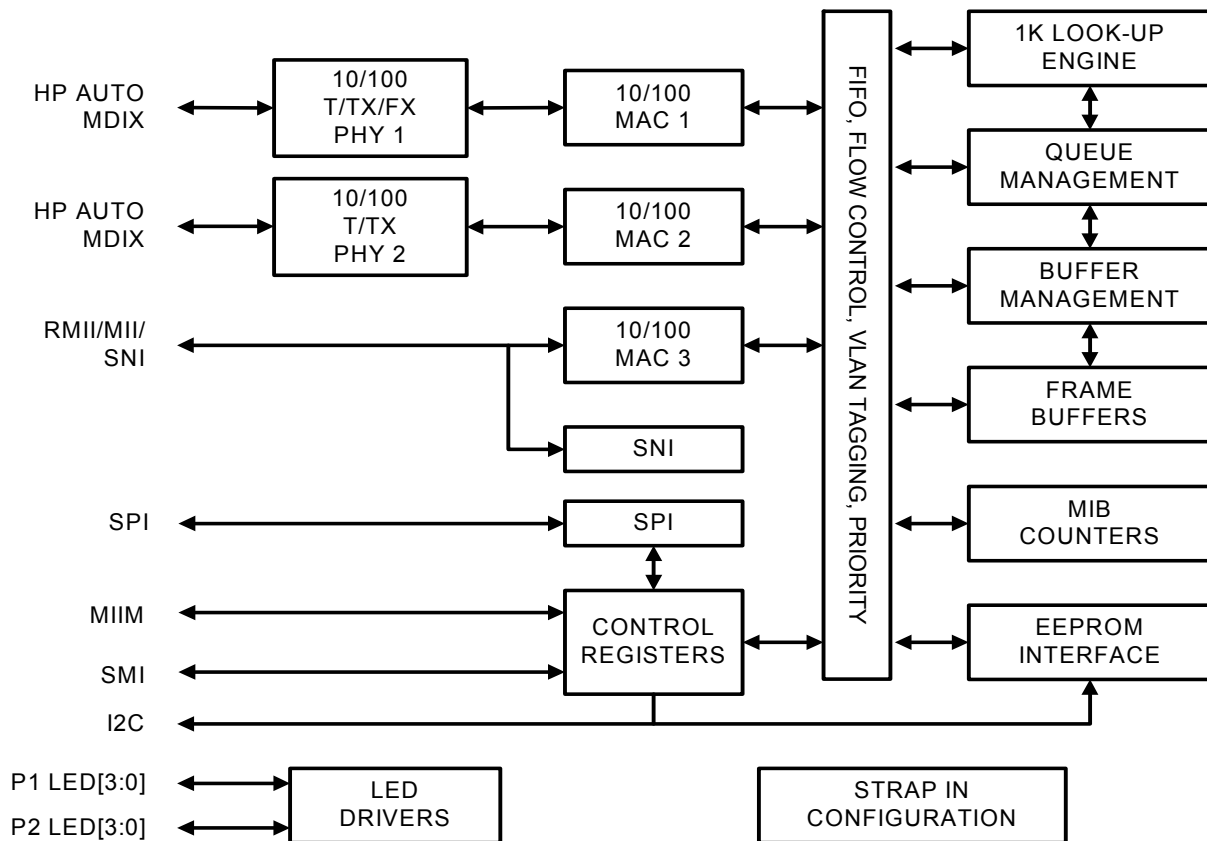 HP AUTO
MDIX
10/100
T/TX/FX
PHY 1
10/100
MAC 1
HP AUTO
MDIX
10/100
T/TX
PHY 2
10/100
MAC 2
RMII/MII/
SNI
10/100
MAC 3
SNI
SPI
SPI
MIIM
SMI
CONTROL
REGISTERS
I2C
P1 LED[3:0]
P2 LED[3:0]
LED
DRIVERS
FIFO, FLOW CONTROL, VLAN TAGGING, PRIORITY
1K LOOK-UP
ENGINE
QUEUE
MANAGEMENT
BUFFER
MANAGEMENT
FRAME
BUFFERS
MIB
COUNTERS
EEPROM
INTERFACE
STRAP IN
CONFIGURATION